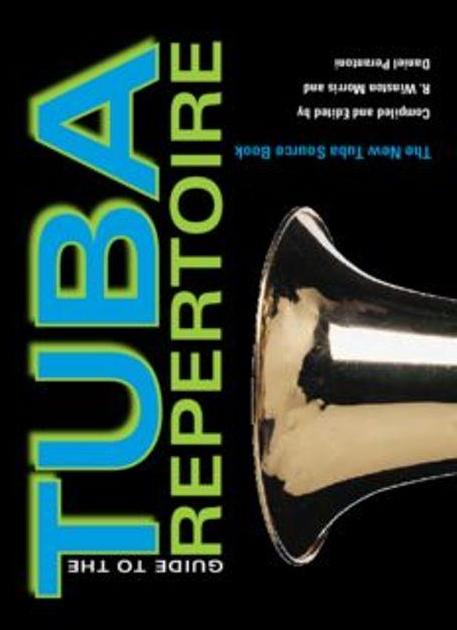 GUIDE TO THE
TUBA
REPERTOIRE
The New Tuba Source Book
Compiled and Edited by
R. Winston Morris and
Daniel Perantoni